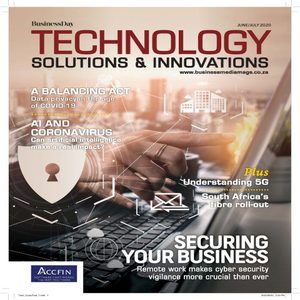 BusinessDay
JUNE/JULY 2020
TECHNOLOGY
SOLUTIONS & INNOVATIONS
www.businessmediamags.co.za
A BALANCING ACT
Data privacy in the age
of COVID-19
AI AND
CORONAVIRUS
Can artificial intelligence
make a real impact?
Plus
Understanding 5G
South Africa's
fibre roll-out
SECURING
YOUR BUSINESS
Remote work makes cyber security
vigilance more crucial than ever
ACCFIN